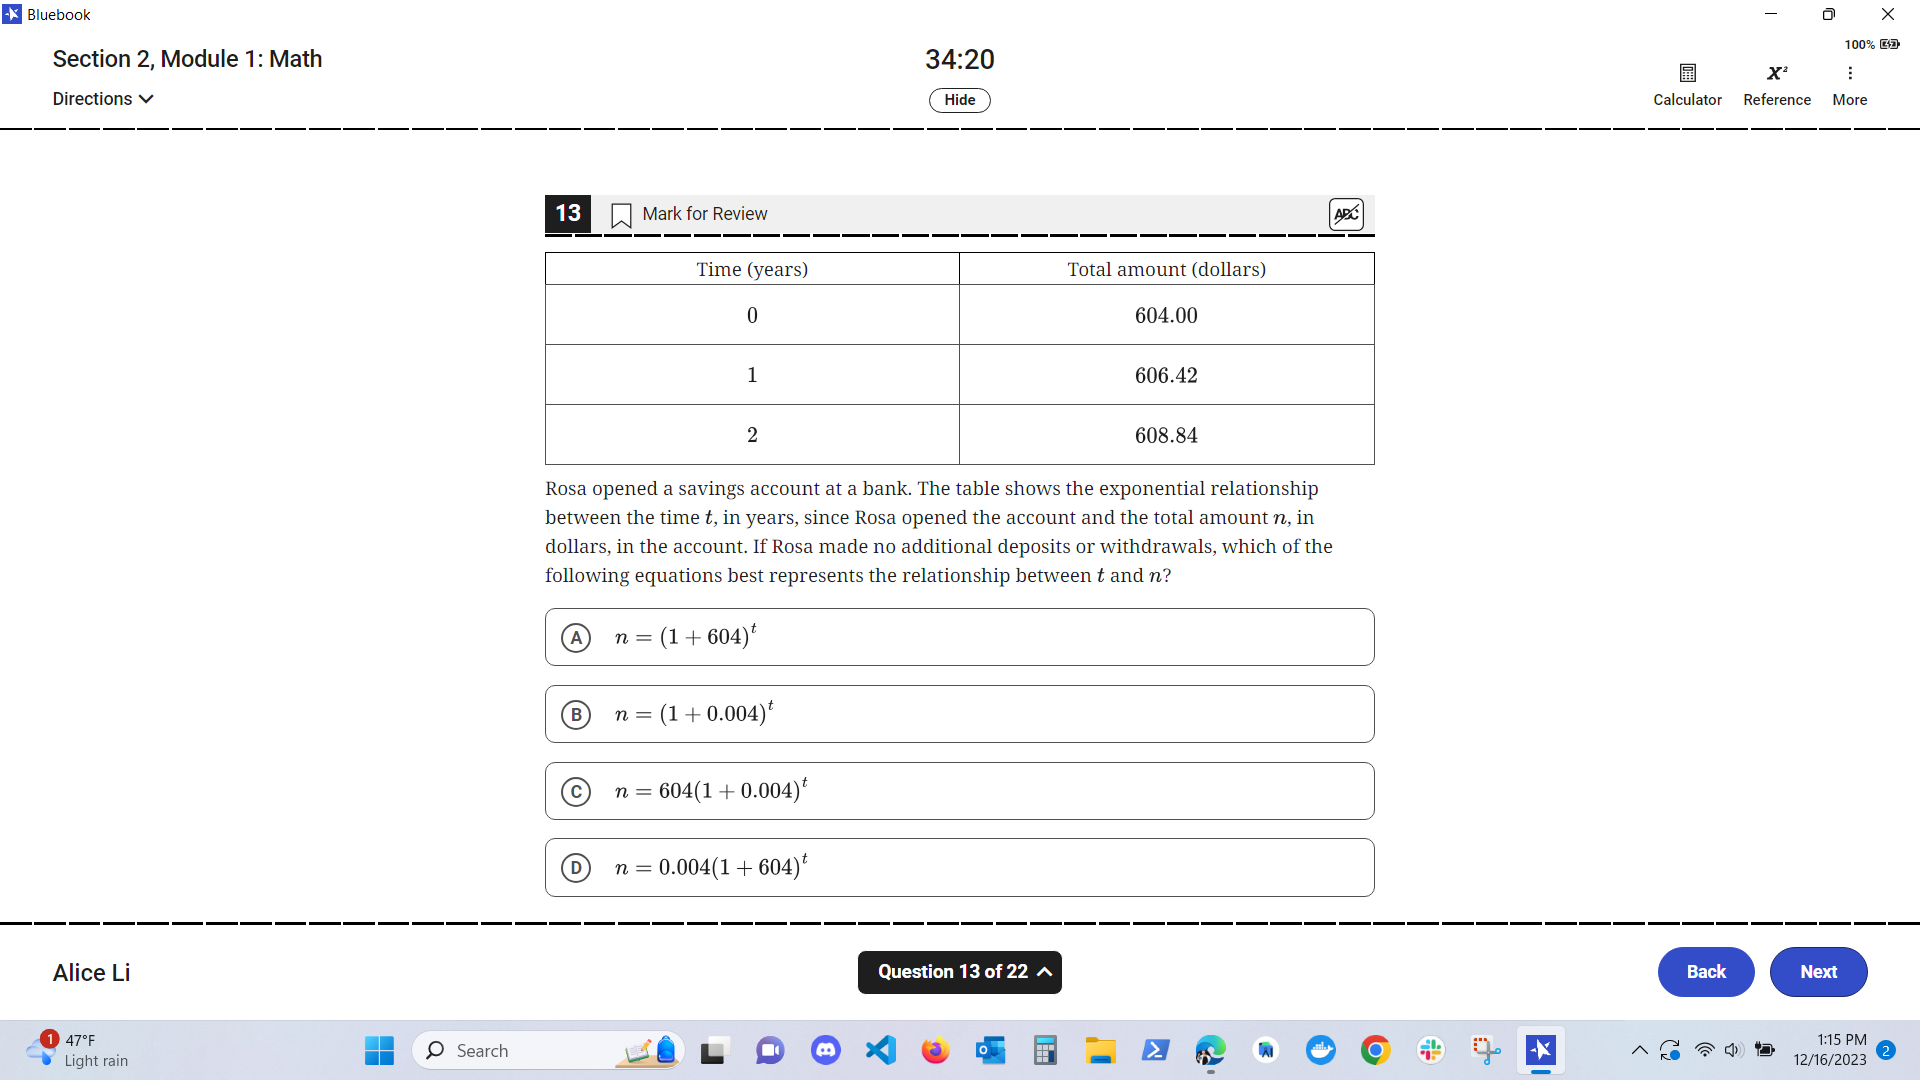 Bluebook
Section 2, Module 1: Math
34:20
100%
Directions
Hide
Calculator Reference More
13 Mark for Review ABC
Time (years) Total amount (dollars)
0 604.00
1 606.42
2 608.84
Rosa opened a savings account at a bank. The table shows the exponential relationship
between the time t, in years, since Rosa opened the account and the total amount n, in
dollars, in the account. If Rosa made no additional deposits or withdrawals, which of the
following equations best represents the relationship between t and n?
A n = (1 + 604)^t
B n = (1 + 0.004)^t
C n = 604(1 + 0.004)^t
D n = 0.004(1 + 604)^t
Alice Li
Question 13 of 22
Back Next
1 47°F
Light rain
Search
1:15 PM
12/16/2023
2